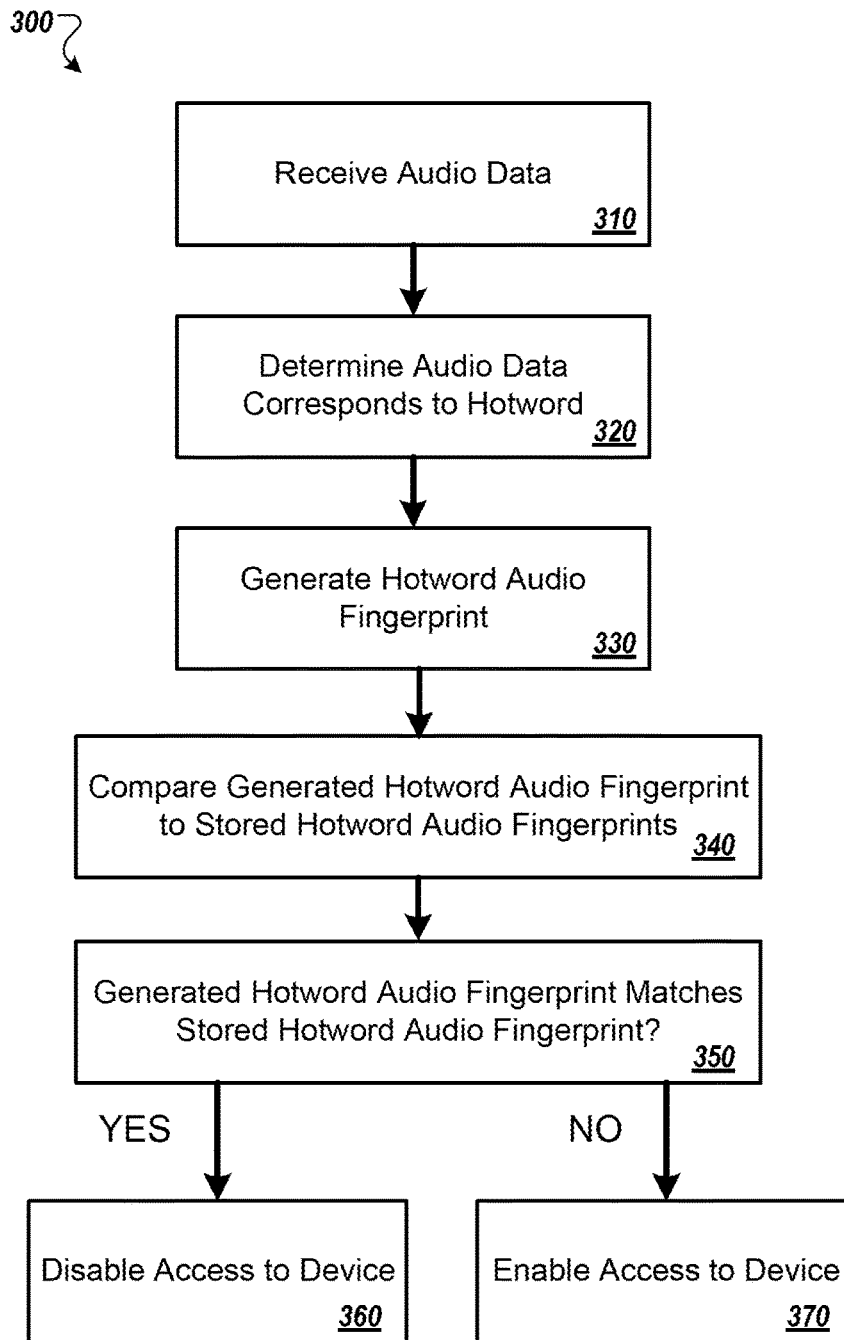 300
Receive Audio Data
310
Determine Audio Data
Corresponds to Hotword
320
Generate Hotword Audio
Fingerprint
330
Compare Generated Hotword Audio Fingerprint
to Stored Hotword Audio Fingerprints
340
Generated Hotword Audio Fingerprint Matches
Stored Hotword Audio Fingerprint?
350
YES
NO
Disable Access to Device
360
Enable Access to Device
370